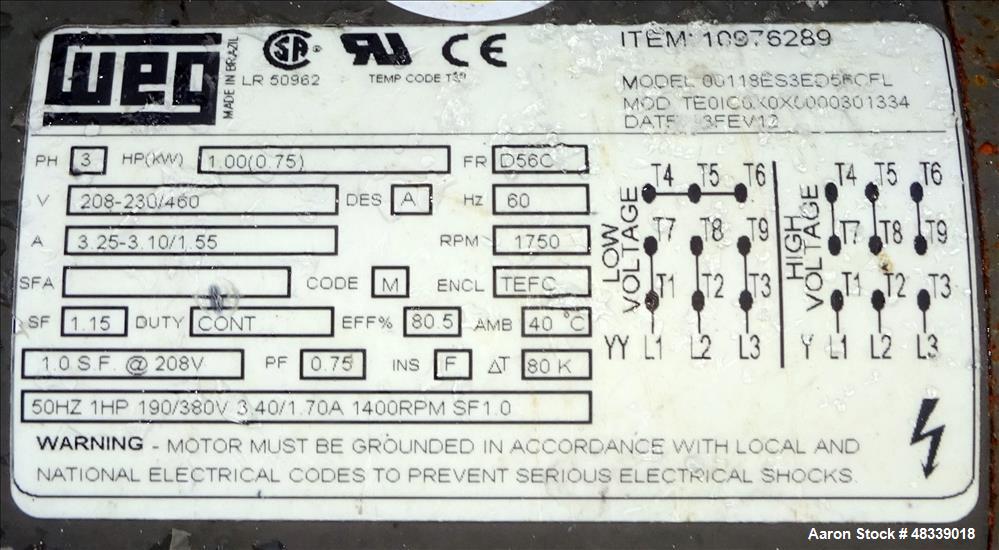 weg
MADE IN BRAZIL
SA
LR 50962
TEMP CODE
CE
ITEM: 10976289
MODEL
MOD
PH 3 HP(KW) 1.00(0.75) FR D56C
V 208-230/460 DES A Hz 60
A 3.25-3.10/1.55 RPM 1750
SFA CODE M ENCL TEFC
SF 1.15 DUTY CONT EFF% 80.5 AMB 40 °C
1.0 S.F. @ 208V PF 0.75 INS F ΔT 80 K
50HZ 1HP 190/380V 3.40/1.70A 1400RPM SF1.0
LOW VOLTAGE
T4 T5 T6
T7 T8 T9
T1 T2 T3
YY L1 L2 L3
HIGH VOLTAGE
T4 T5 T6
T7 T8 T9
T1 T2 T3
Y L1 L2 L3
WARNING - MOTOR MUST BE GROUNDED IN ACCORDANCE WITH LOCAL AND
NATIONAL ELECTRICAL CODES TO PREVENT SERIOUS ELECTRICAL SHOCKS.
Aaron Stock # 48339018